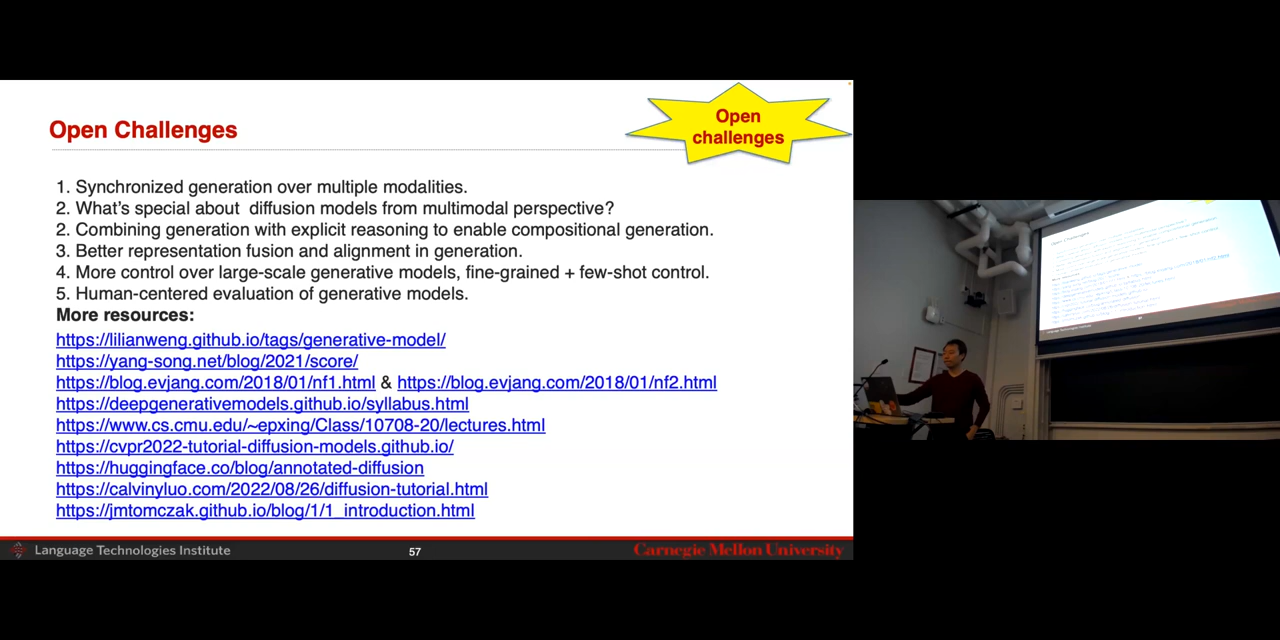 Open Challenges
Open
challenges
1. Synchronized generation over multiple modalities.
2. What's special about diffusion models from multimodal perspective?
2. Combining generation with explicit reasoning to enable compositional generation.
3. Better representation fusion and alignment in generation.
4. More control over large-scale generative models, fine-grained + few-shot control.
5. Human-centered evaluation of generative models.
More resources:
https://lilianweng.github.io/tags/generative-model/
https://yang-song.net/blog/2021/score/
https://blog.evjang.com/2018/01/nf1.html & https://blog.evjang.com/2018/01/nf2.html
https://deepgenerativemodels.github.io/syllabus.html
https://www.cs.cmu.edu/~epxing/Class/10708-20/lectures.html
https://cvpr2022-tutorial-diffusion-models.github.io/
https://huggingface.co/blog/annotated-diffusion
https://calvinyluo.com/2022/08/26/diffusion-tutorial.html
https://jmtomczak.github.io/blog/1/1_introduction.html
Language Technologies Institute
57
Carnegie Mellon University
Open Challenges